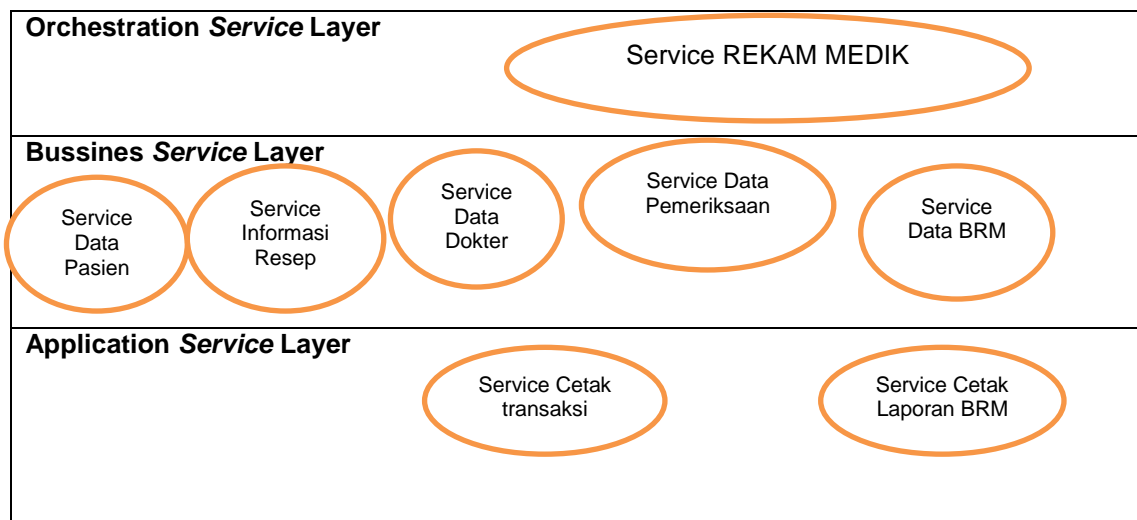 Orchestration Service Layer
Service REKAM MEDIK
Bussines Service Layer
Service
Data
Pasien
Service
Informasi
Resep
Service
Data
Dokter
Service Data
Pemeriksaan
Service
Data BRM
Application Service Layer
Service Cetak
transaksi
Service Cetak
Laporan BRM